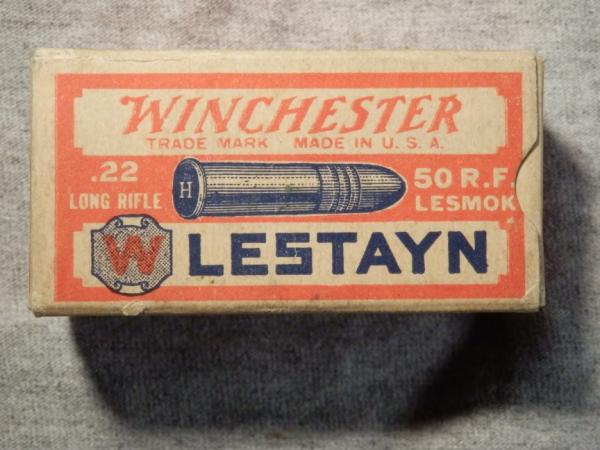 WINCHESTER
TRADE MARK · MADE IN U.S.A.
.22
LONG RIFLE
H
50 R.F.
LESMOK
W
LESTAYN